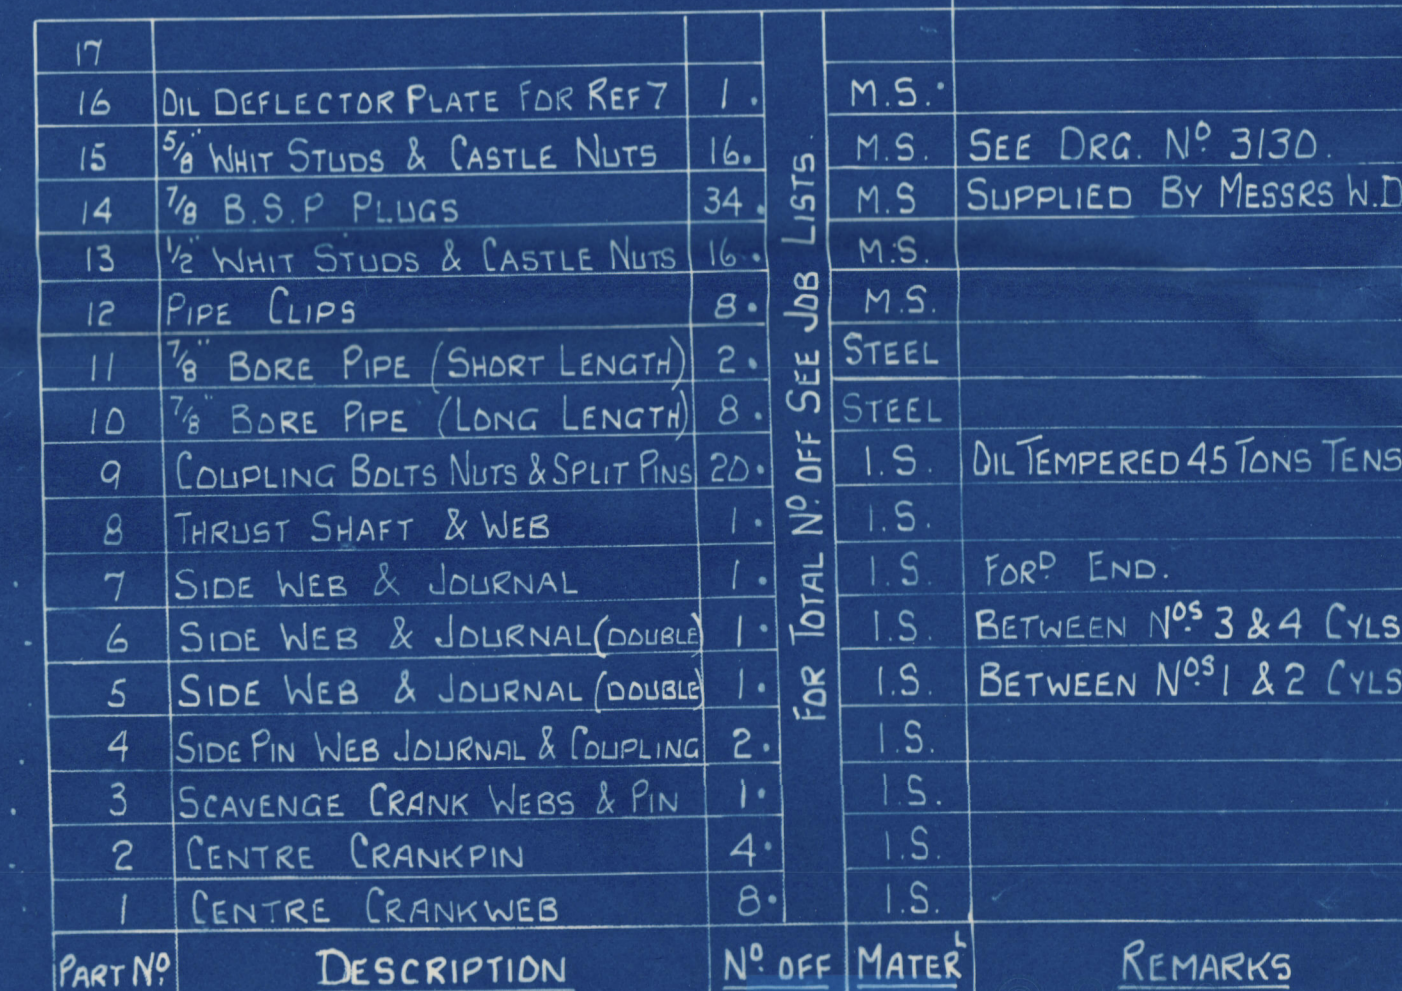 17
16 OIL DEFLECTOR PLATE FOR REF 7 1. M.S.
15 5/8" WHIT STUDS & CASTLE NUTS 16. M.S. SEE DRG. Nº 3130.
14 7/8 B.S.P PLUGS 34. M.S SUPPLIED BY MESSRS W.D
13 1/2" WHIT STUDS & CASTLE NUTS 16. M.S.
12 PIPE CLIPS 8. M.S.
11 7/8" BORE PIPE (SHORT LENGTH) 2. STEEL
10 7/8" BORE PIPE (LONG LENGTH) 8. STEEL
9 COUPLING BOLTS NUTS & SPLIT PINS 20. I.S. OIL TEMPERED 45 TONS TENS
8 THRUST SHAFT & WEB 1. I.S.
7 SIDE WEB & JOURNAL 1. I.S. FORD END.
6 SIDE WEB & JOURNAL (DOUBLE) 1. I.S. BETWEEN NOS 3 & 4 CYLS
5 SIDE WEB & JOURNAL (DOUBLE) 1. I.S. BETWEEN NOS 1 & 2 CYLS
4 SIDE PIN WEB JOURNAL & COUPLING 2. I.S.
3 SCAVENGE CRANK WEBS & PIN 1. I.S.
2 CENTRE CRANKPIN 4. I.S.
1 CENTRE CRANKWEB 8. I.S.
FOR TOTAL Nº OFF SEE JOB LISTS.
PART Nº DESCRIPTION Nº OFF MATERL REMARKS